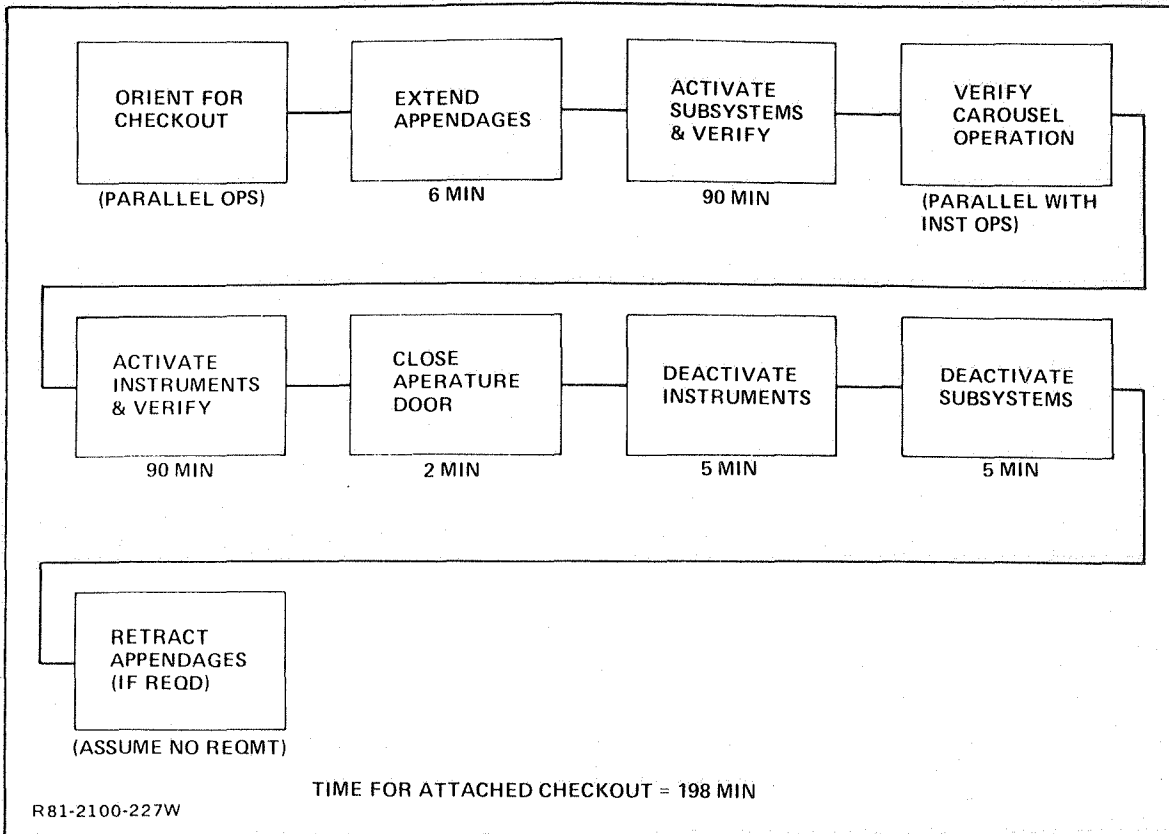 ORIENT FOR
CHECKOUT
(PARALLEL OPS)
EXTEND
APPENDAGES
6 MIN
ACTIVATE
SUBSYSTEMS
& VERIFY
90 MIN
VERIFY
CAROUSEL
OPERATION
(PARALLEL WITH
INST OPS)
ACTIVATE
INSTRUMENTS
& VERIFY
90 MIN
CLOSE
APERATURE
DOOR
2 MIN
DEACTIVATE
INSTRUMENTS
5 MIN
DEACTIVATE
SUBSYSTEMS
5 MIN
RETRACT
APPENDAGES
(IF REQD)
(ASSUME NO REQMT)
TIME FOR ATTACHED CHECKOUT = 198 MIN
R81-2100-227W